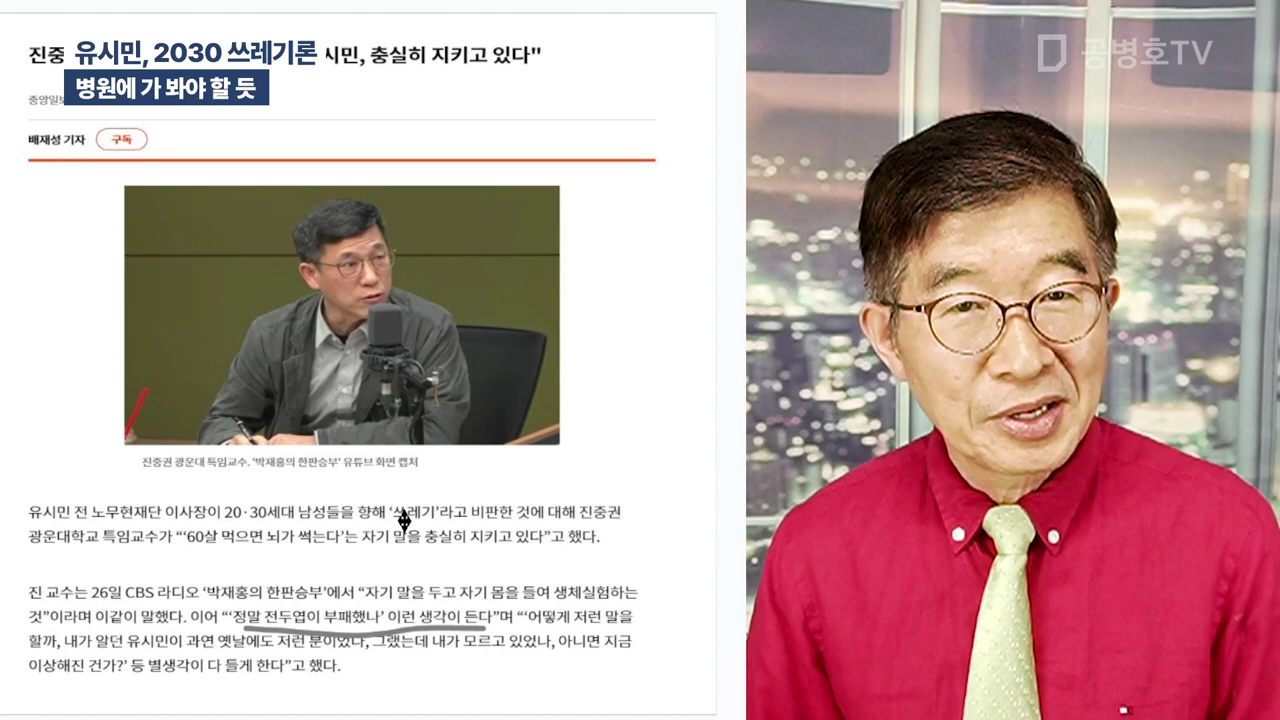 진중 유시민, 2030 쓰레기론 시민, 충실히 지키고 있다"
병원에 가 봐야 할 듯
중앙일보
배재성 기자 구독
공병호TV
진중권 광운대 특임교수. '박재홍의 한판승부' 유튜브 화면 캡처
유시민 전 노무현재단 이사장이 20·30세대 남성들을 향해 ‘쓰레기’라고 비판한 것에 대해 진중권
광운대학교 특임교수가 “‘60살 먹으면 뇌가 썩는다’는 자기 말을 충실히 지키고 있다”고 했다.
진 교수는 26일 CBS 라디오 ‘박재홍의 한판승부’에서 “자기 말을 두고 자기 몸을 들여 생체실험하는
것”이라며 이같이 말했다. 이어 “‘정말 전두엽이 부패했나’ 이런 생각이 든다”며 “‘어떻게 저런 말을
할까, 내가 알던 유시민이 과연 옛날에도 저런 분이었나, 그랬는데 내가 모르고 있었나, 아니면 지금
이상해진 건가?’ 등 별생각이 다 들게 한다”고 했다.